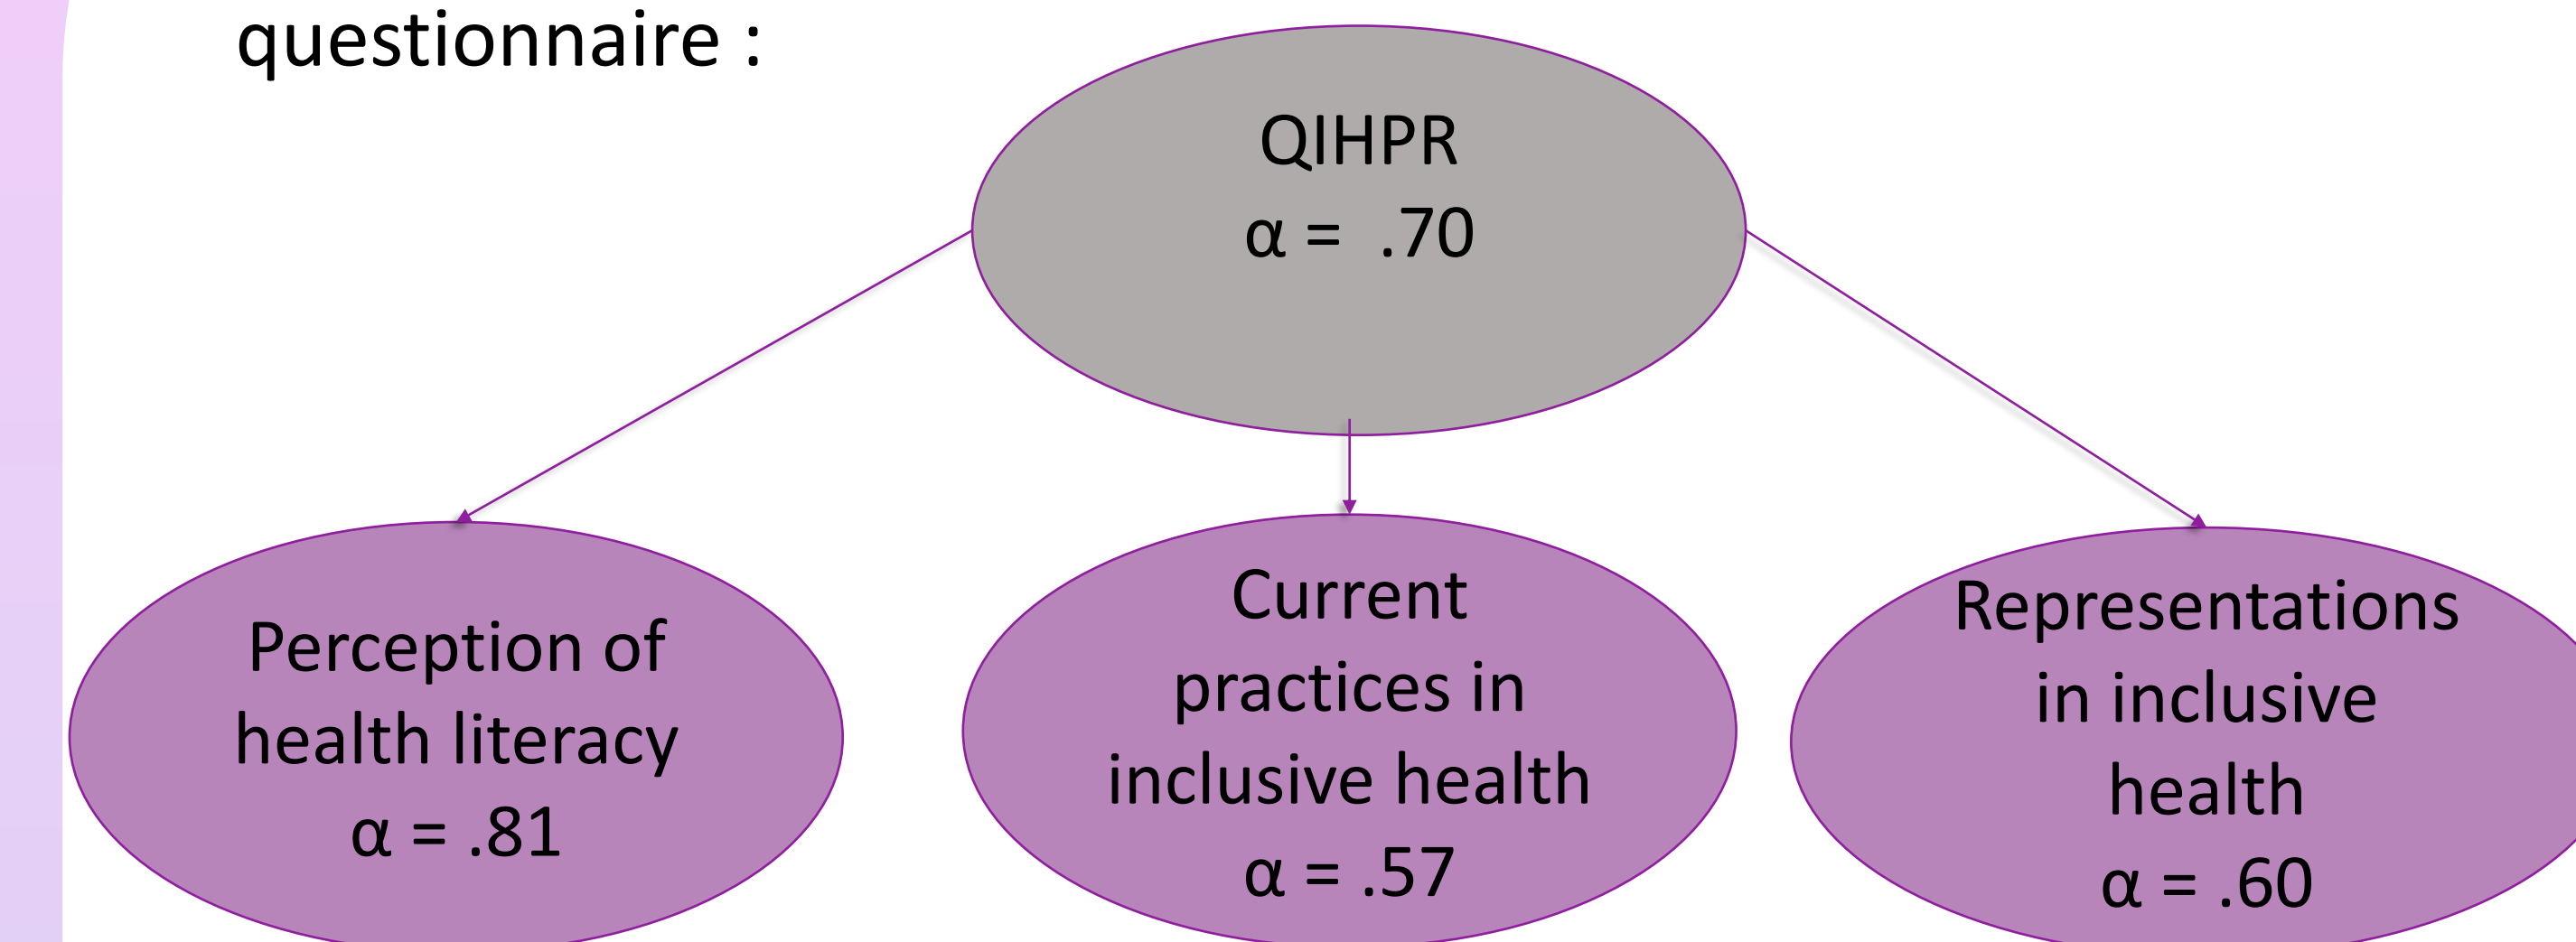 questionnaire :
QIHPR
α =  .70
Perception of
health literacy
α = .81
Current
practices in
inclusive health
α = .57
Representations
in inclusive
health
α = .60